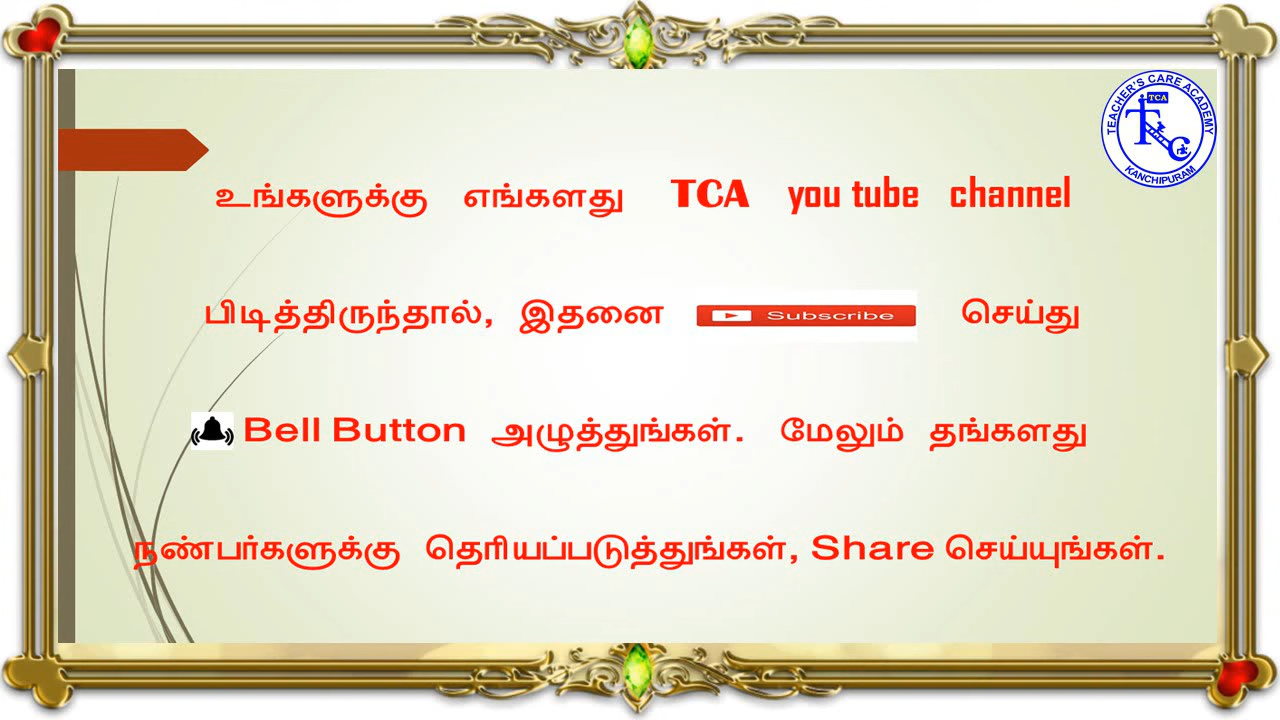 TEACHER'S CARE ACADEMY
TCA
KANCHIPURAM
உங்களுக்கு எங்களது TCA you tube channel
பிடித்திருந்தால், இதனை Subscribe செய்து
Bell Button அழுத்துங்கள். மேலும் தங்களது
நண்பர்களுக்கு தெரியப்படுத்துங்கள், Share செய்யுங்கள்.